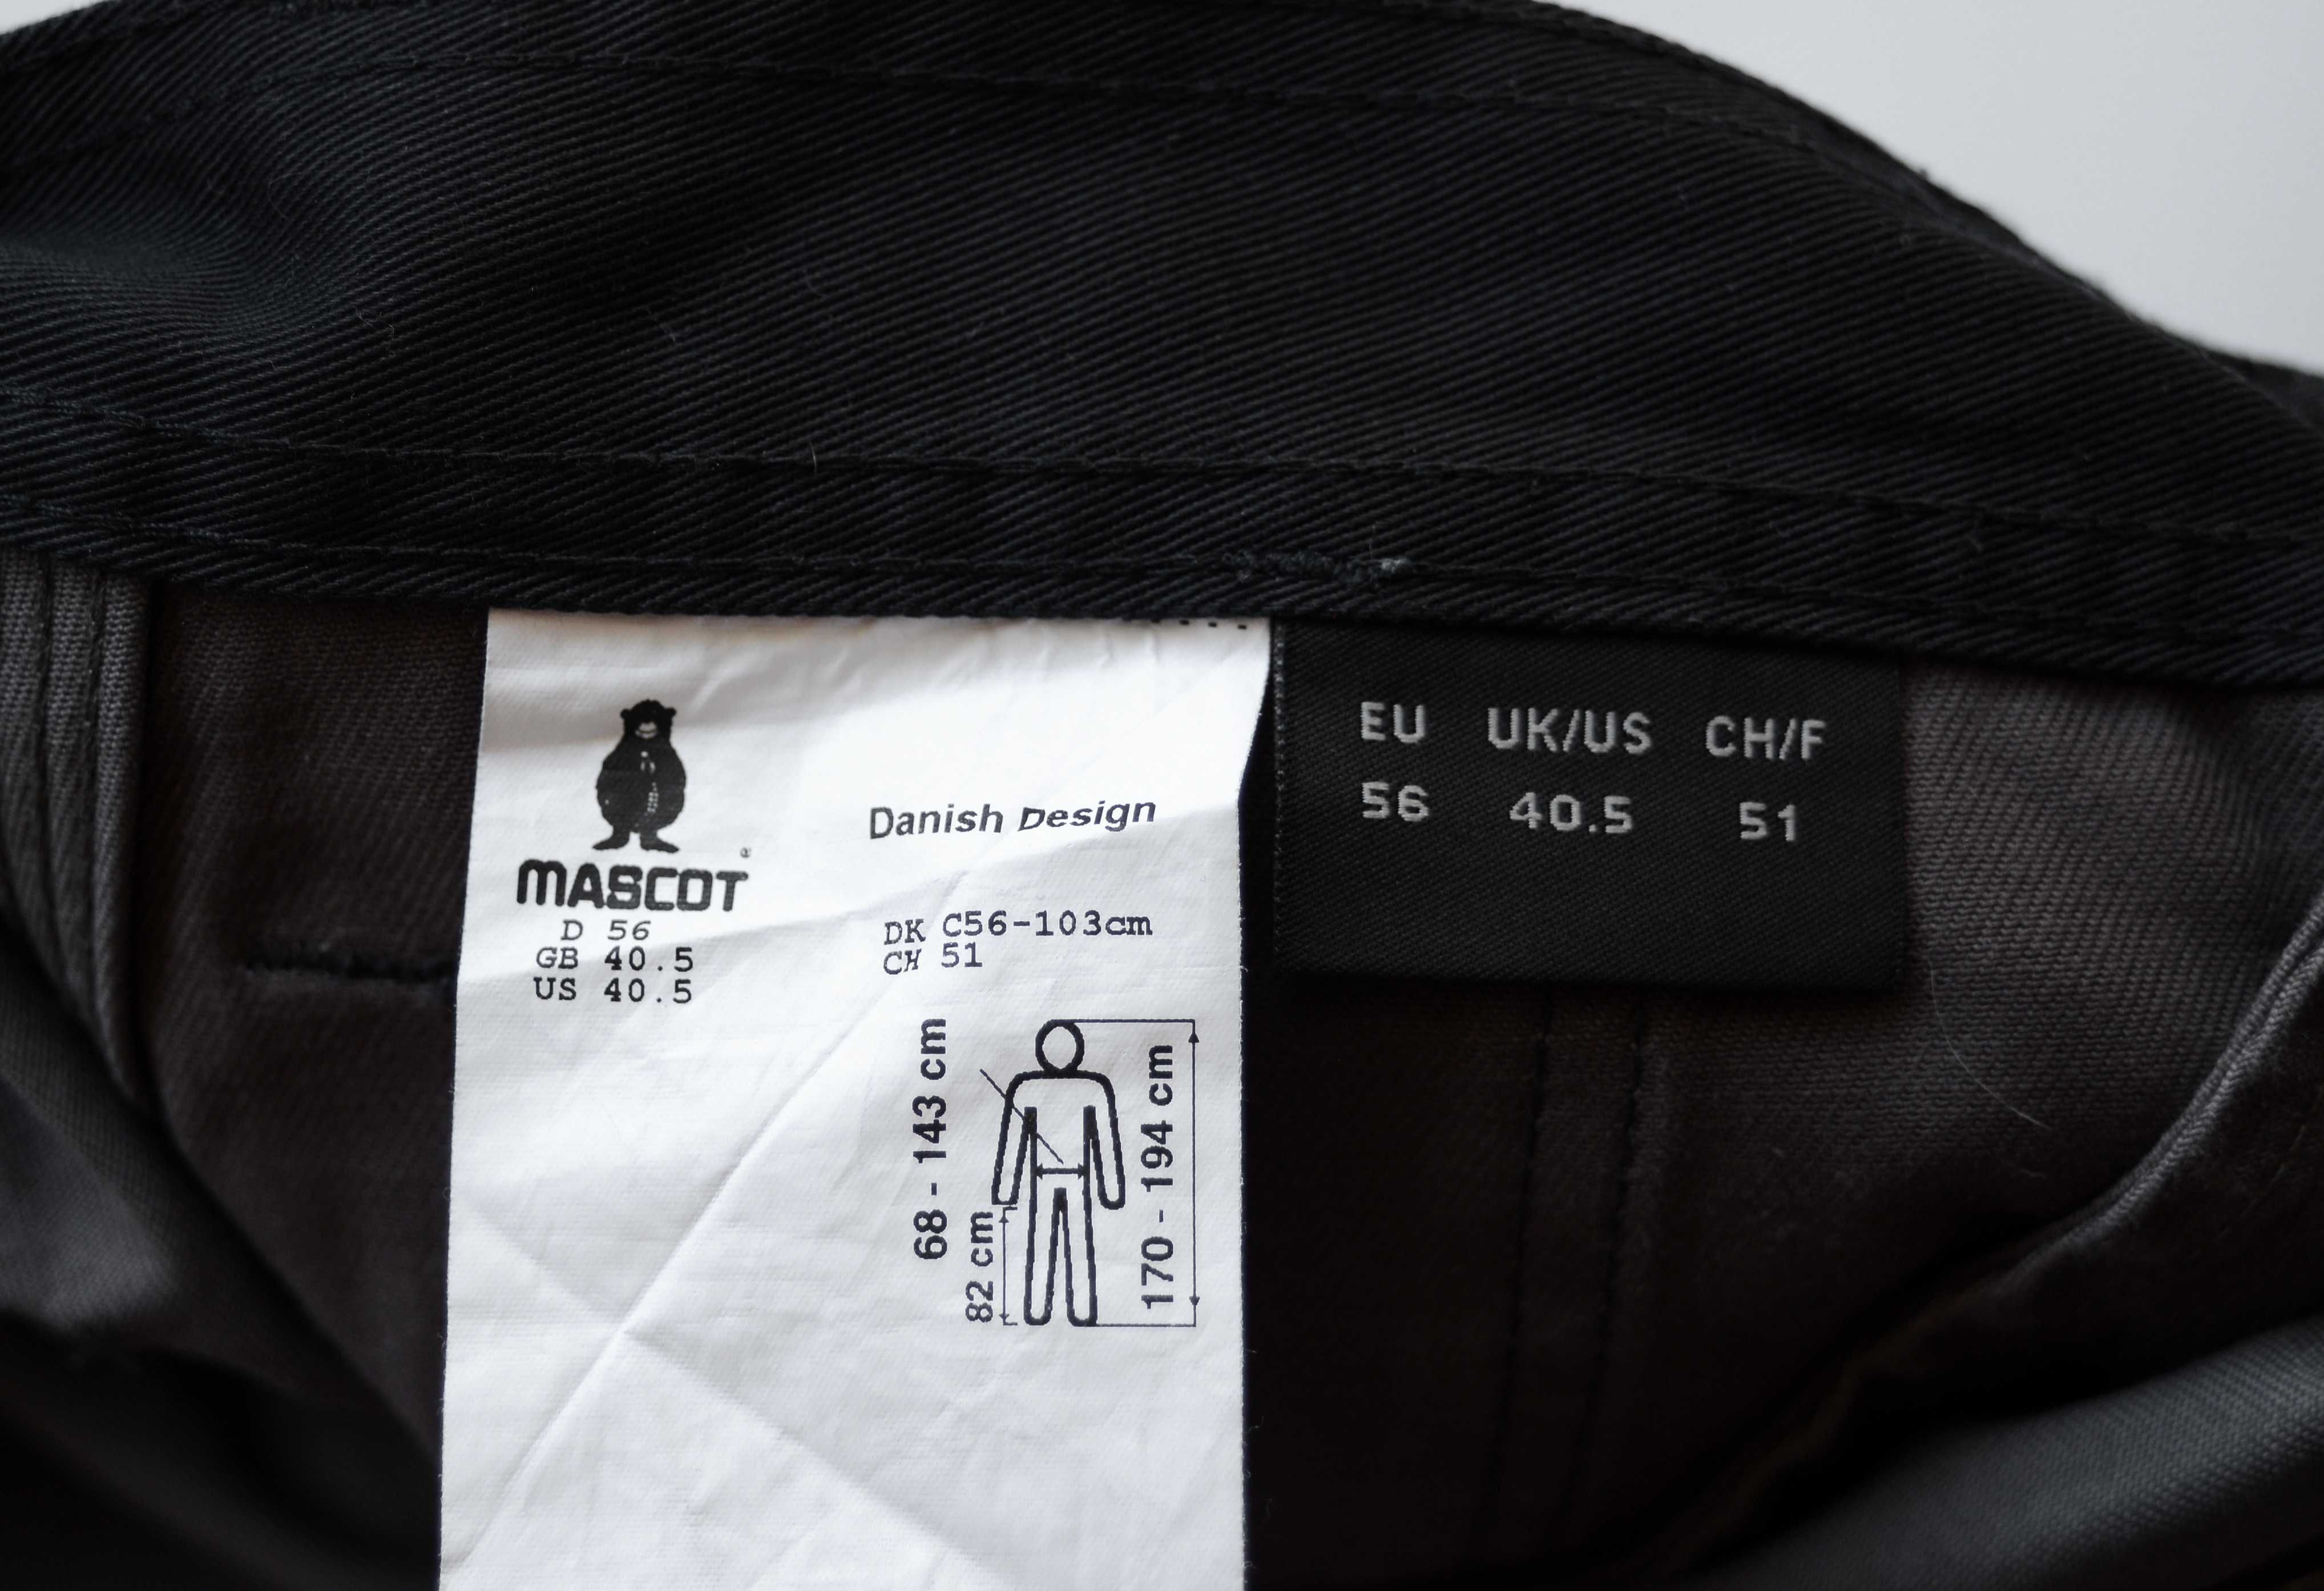 MASCOT®
Danish Design
D 56
GB 40.5
US 40.5
DK C56-103cm
CH 51
68 - 143 cm
82 cm
170 - 194 cm
EU UK/US CH/F
56 40.5 51